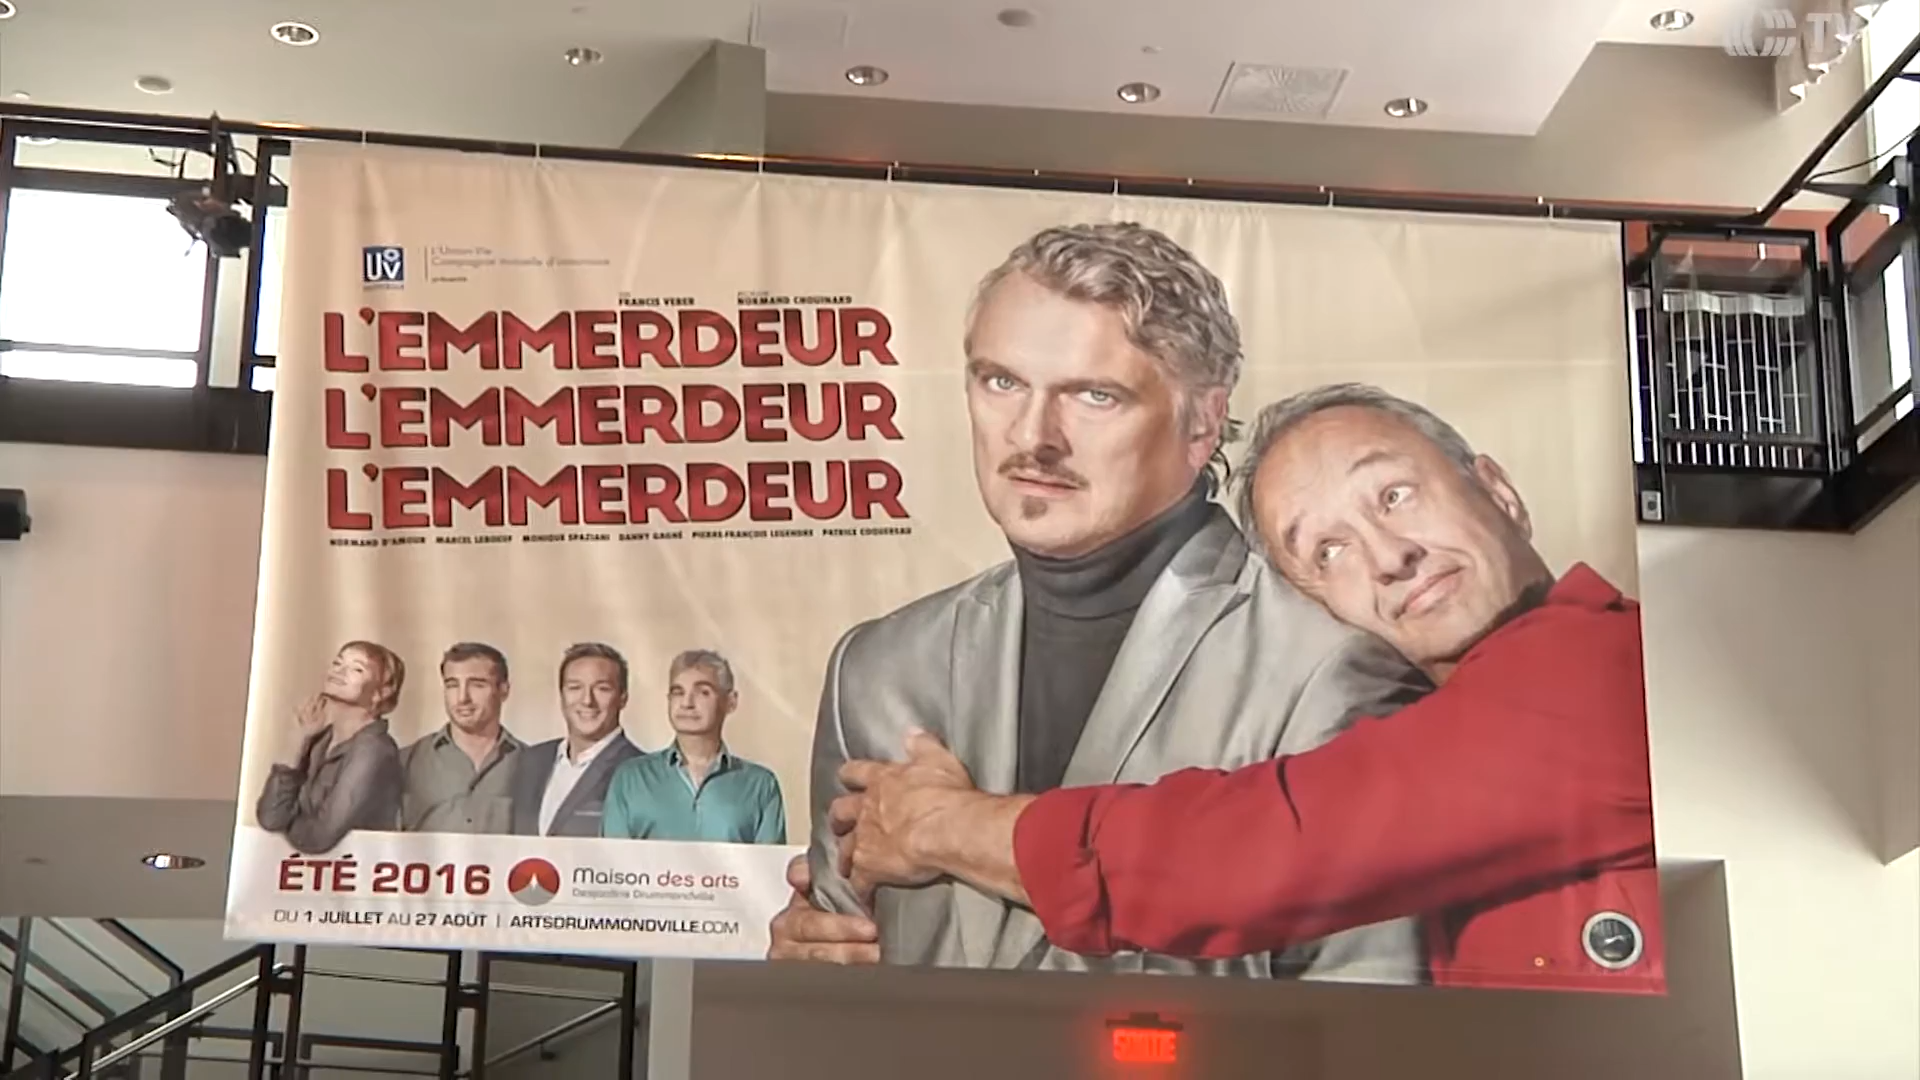 TV
UV
L'Union-Vie
Compagnie mutuelle d'assurance
FRANCIS VEBER NORMAND CHOUINARD
L'EMMERDEUR
L'EMMERDEUR
L'EMMERDEUR
NORMAND D'AMOUR MARCEL LEBOEUF MONIQUE SPAZIANI DANNY GAGNÉ PIERRE-FRANÇOIS LEGENDRE PATRICE COQUEREAU
ÉTÉ 2016 Maison des arts
Desjardins Drummondville
DU 1 JUILLET AU 27 AOÛT | ARTSDRUMMONDVILLE.COM
SORTIE